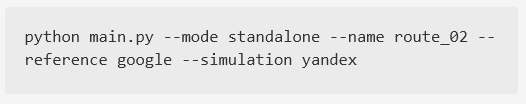 python main.py --mode standalone --name route_02 --
reference google --simulation yandex